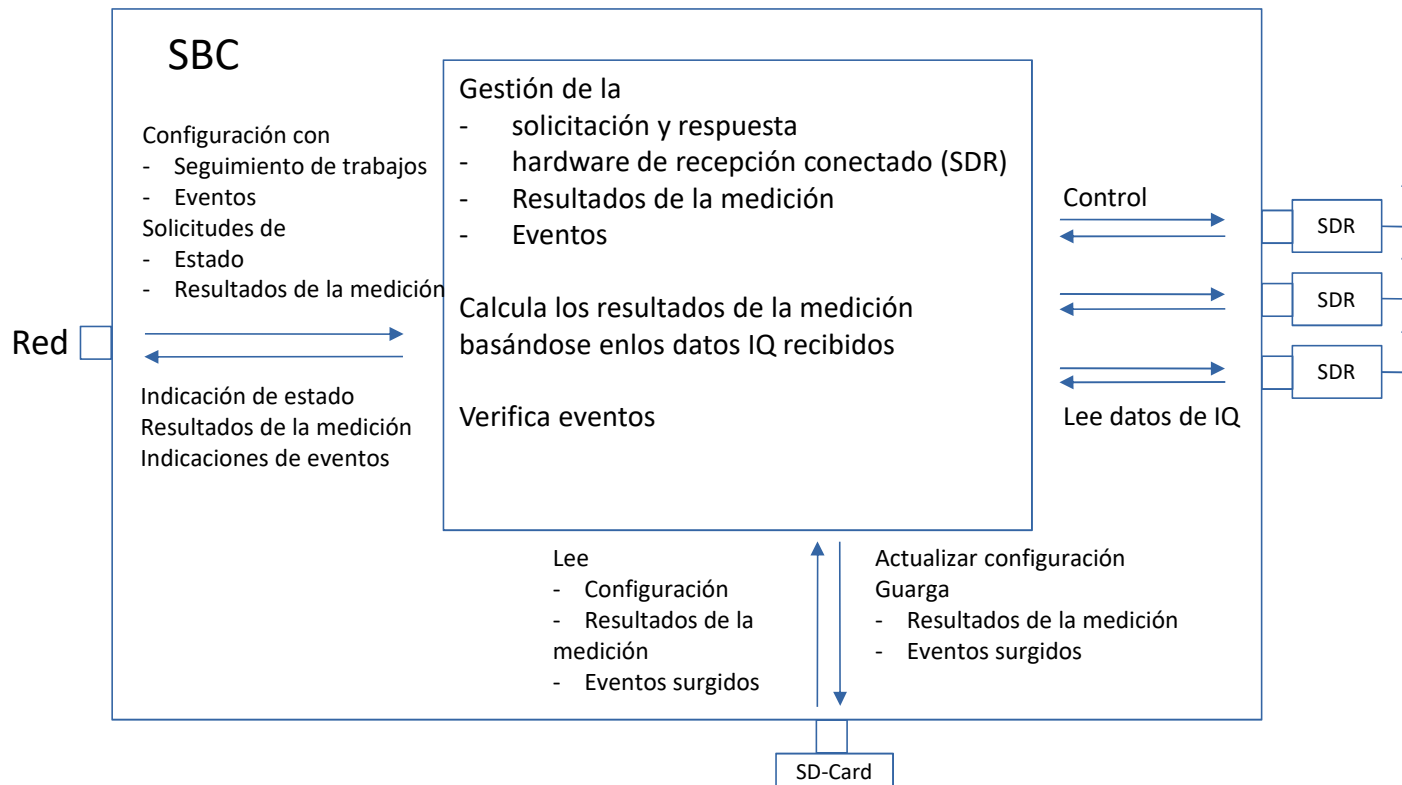 SBC
Configuración con
- Seguimiento de trabajos
- Eventos
Solicitudes de
- Estado
- Resultados de la medición
Red
Indicación de estado
Resultados de la medición
Indicaciones de eventos
Gestión de la
- solicitación y respuesta
- hardware de recepción conectado (SDR)
- Resultados de la medición
- Eventos
Calcula los resultados de la medición
basándose enlos datos IQ recibidos
Verifica eventos
Control
SDR
SDR
SDR
Lee datos de IQ
Lee
- Configuración
- Resultados de la
medición
- Eventos surgidos
Actualizar configuración
Guarga
- Resultados de la medición
- Eventos surgidos
SD-Card